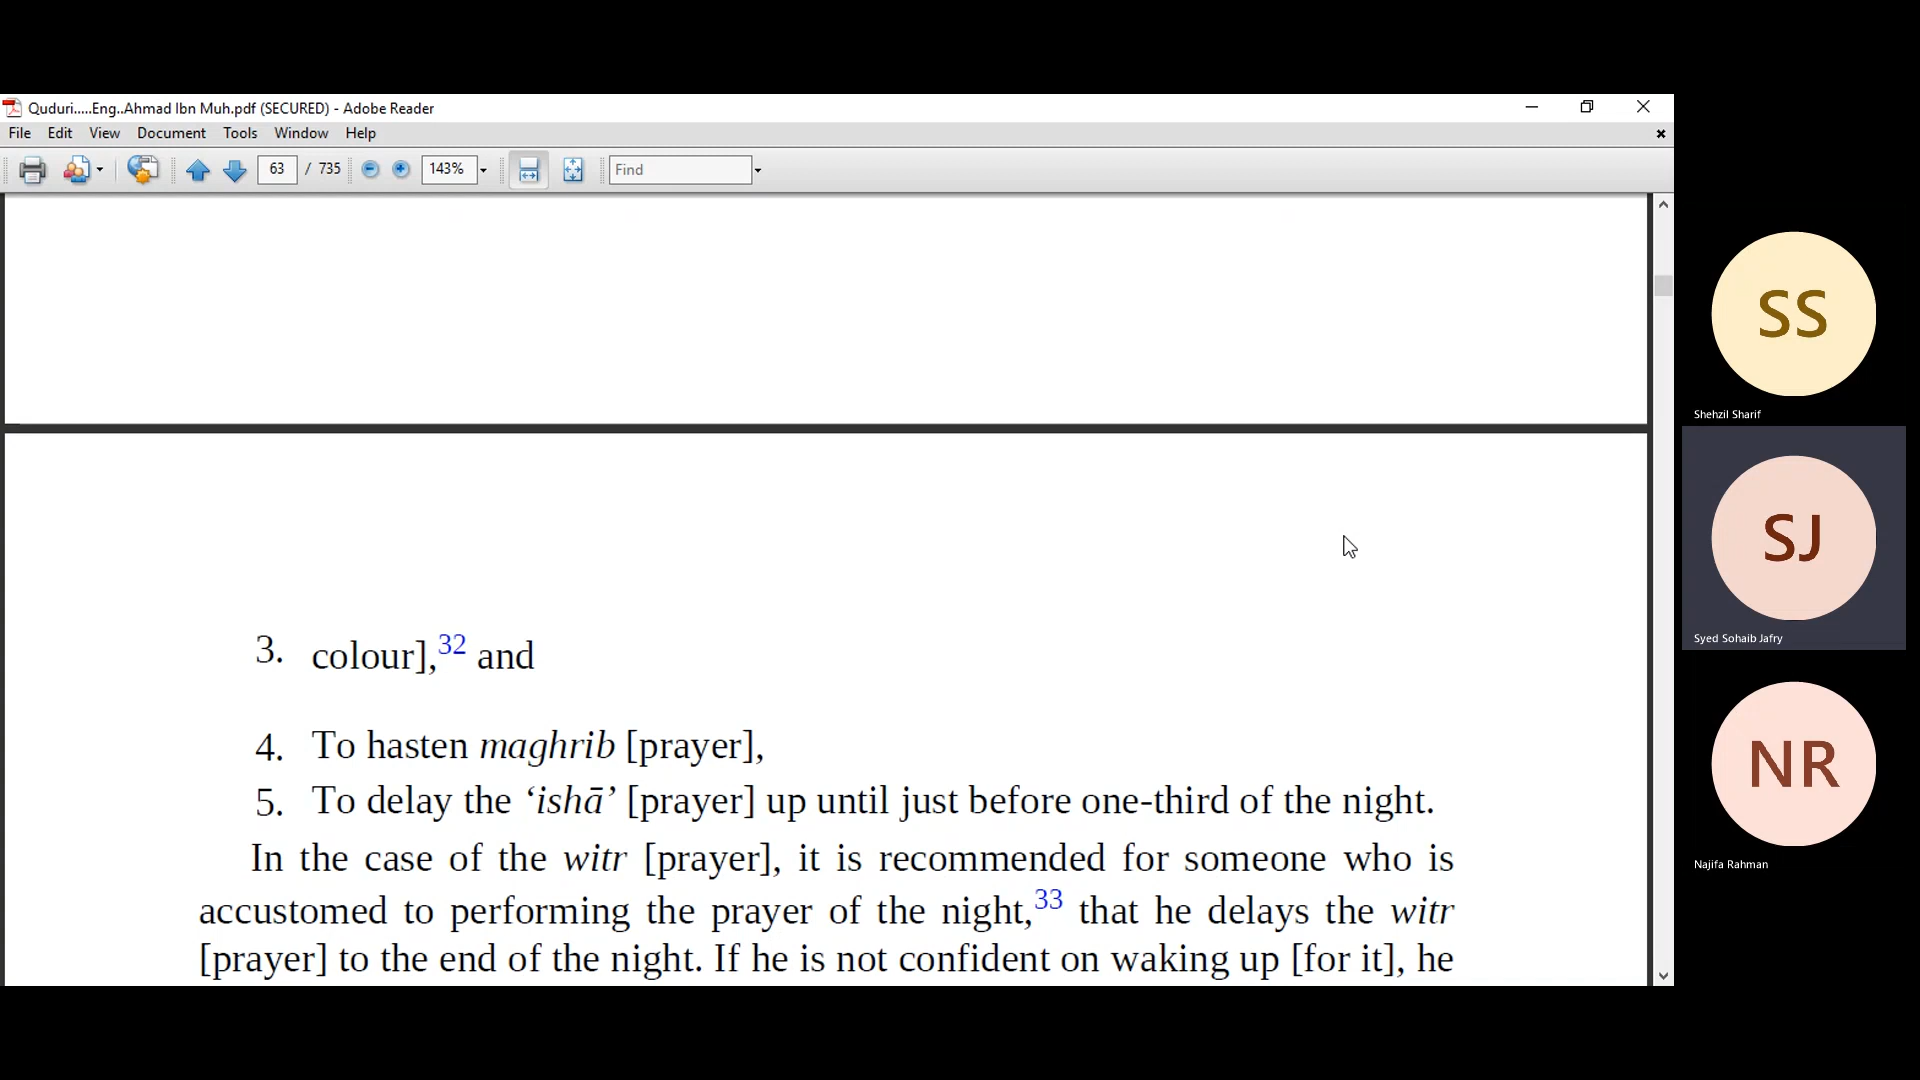 Quduri.....Eng..Ahmad Ibn Muh.pdf (SECURED) - Adobe Reader
File Edit View Document Tools Window Help
63 / 735 143% Find
3. colour],32 and
4. To hasten maghrib [prayer],
5. To delay the ‘ishā’ [prayer] up until just before one-third of the night.
In the case of the witr [prayer], it is recommended for someone who is
accustomed to performing the prayer of the night,33 that he delays the witr
[prayer] to the end of the night. If he is not confident on waking up [for it], he
SS
Shehzil Sharif
SJ
Syed Sohaib Jafry
NR
Najifa Rahman